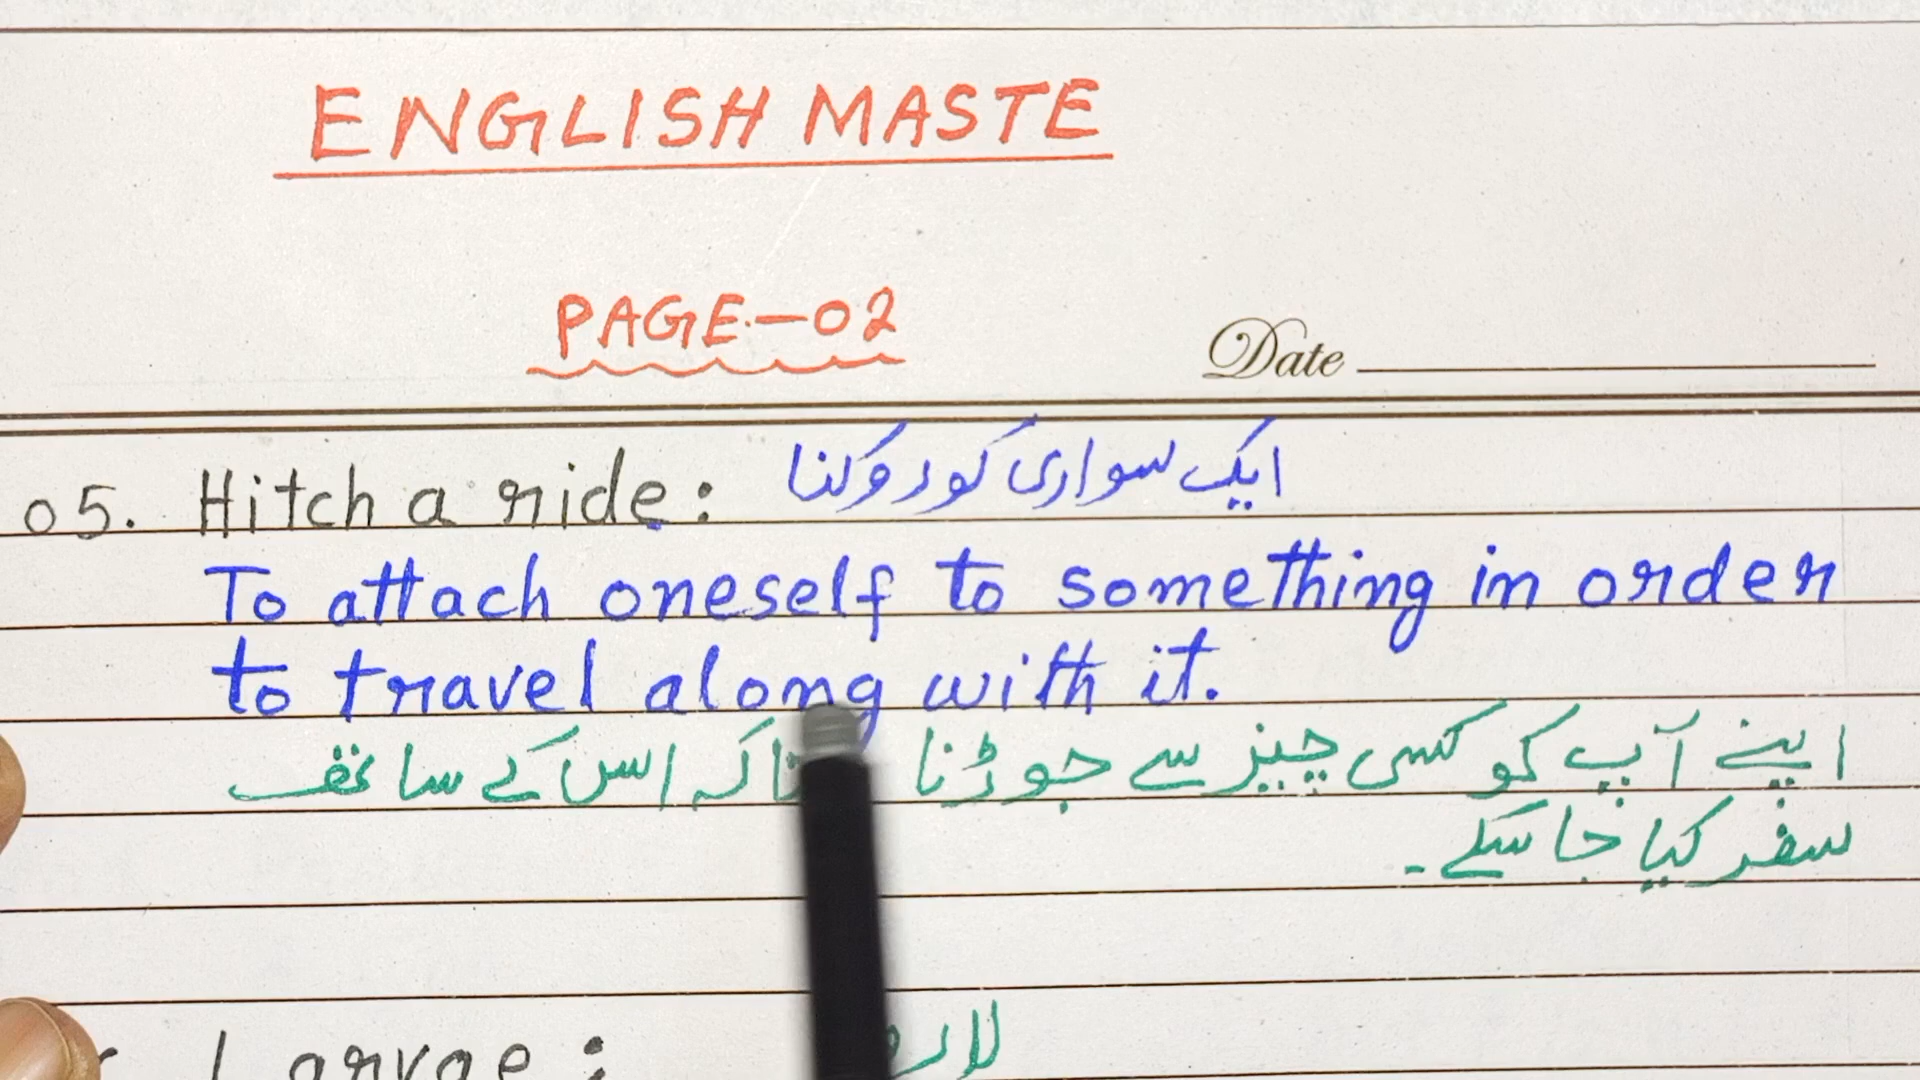 ENGLISH MASTE
PAGE-02
Date
05. Hitch a ride: ایک سواری کو روکنا
To attach oneself to something in order
to travel along with it.
اپنے آپ کو کسی چیز سے جوڑنا تاکہ اس کے ساتھ
سفر کیا جا سکے۔
Larvae: